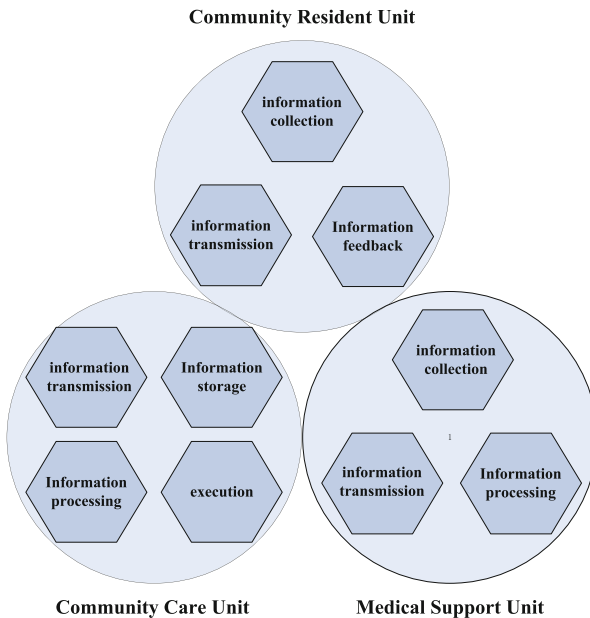 Community Resident Unit
information
collection
information
transmission
Information
feedback
information
transmission
Information
storage
Information
processing
execution
information
collection
1
information
transmission
Information
processing
Community Care Unit
Medical Support Unit